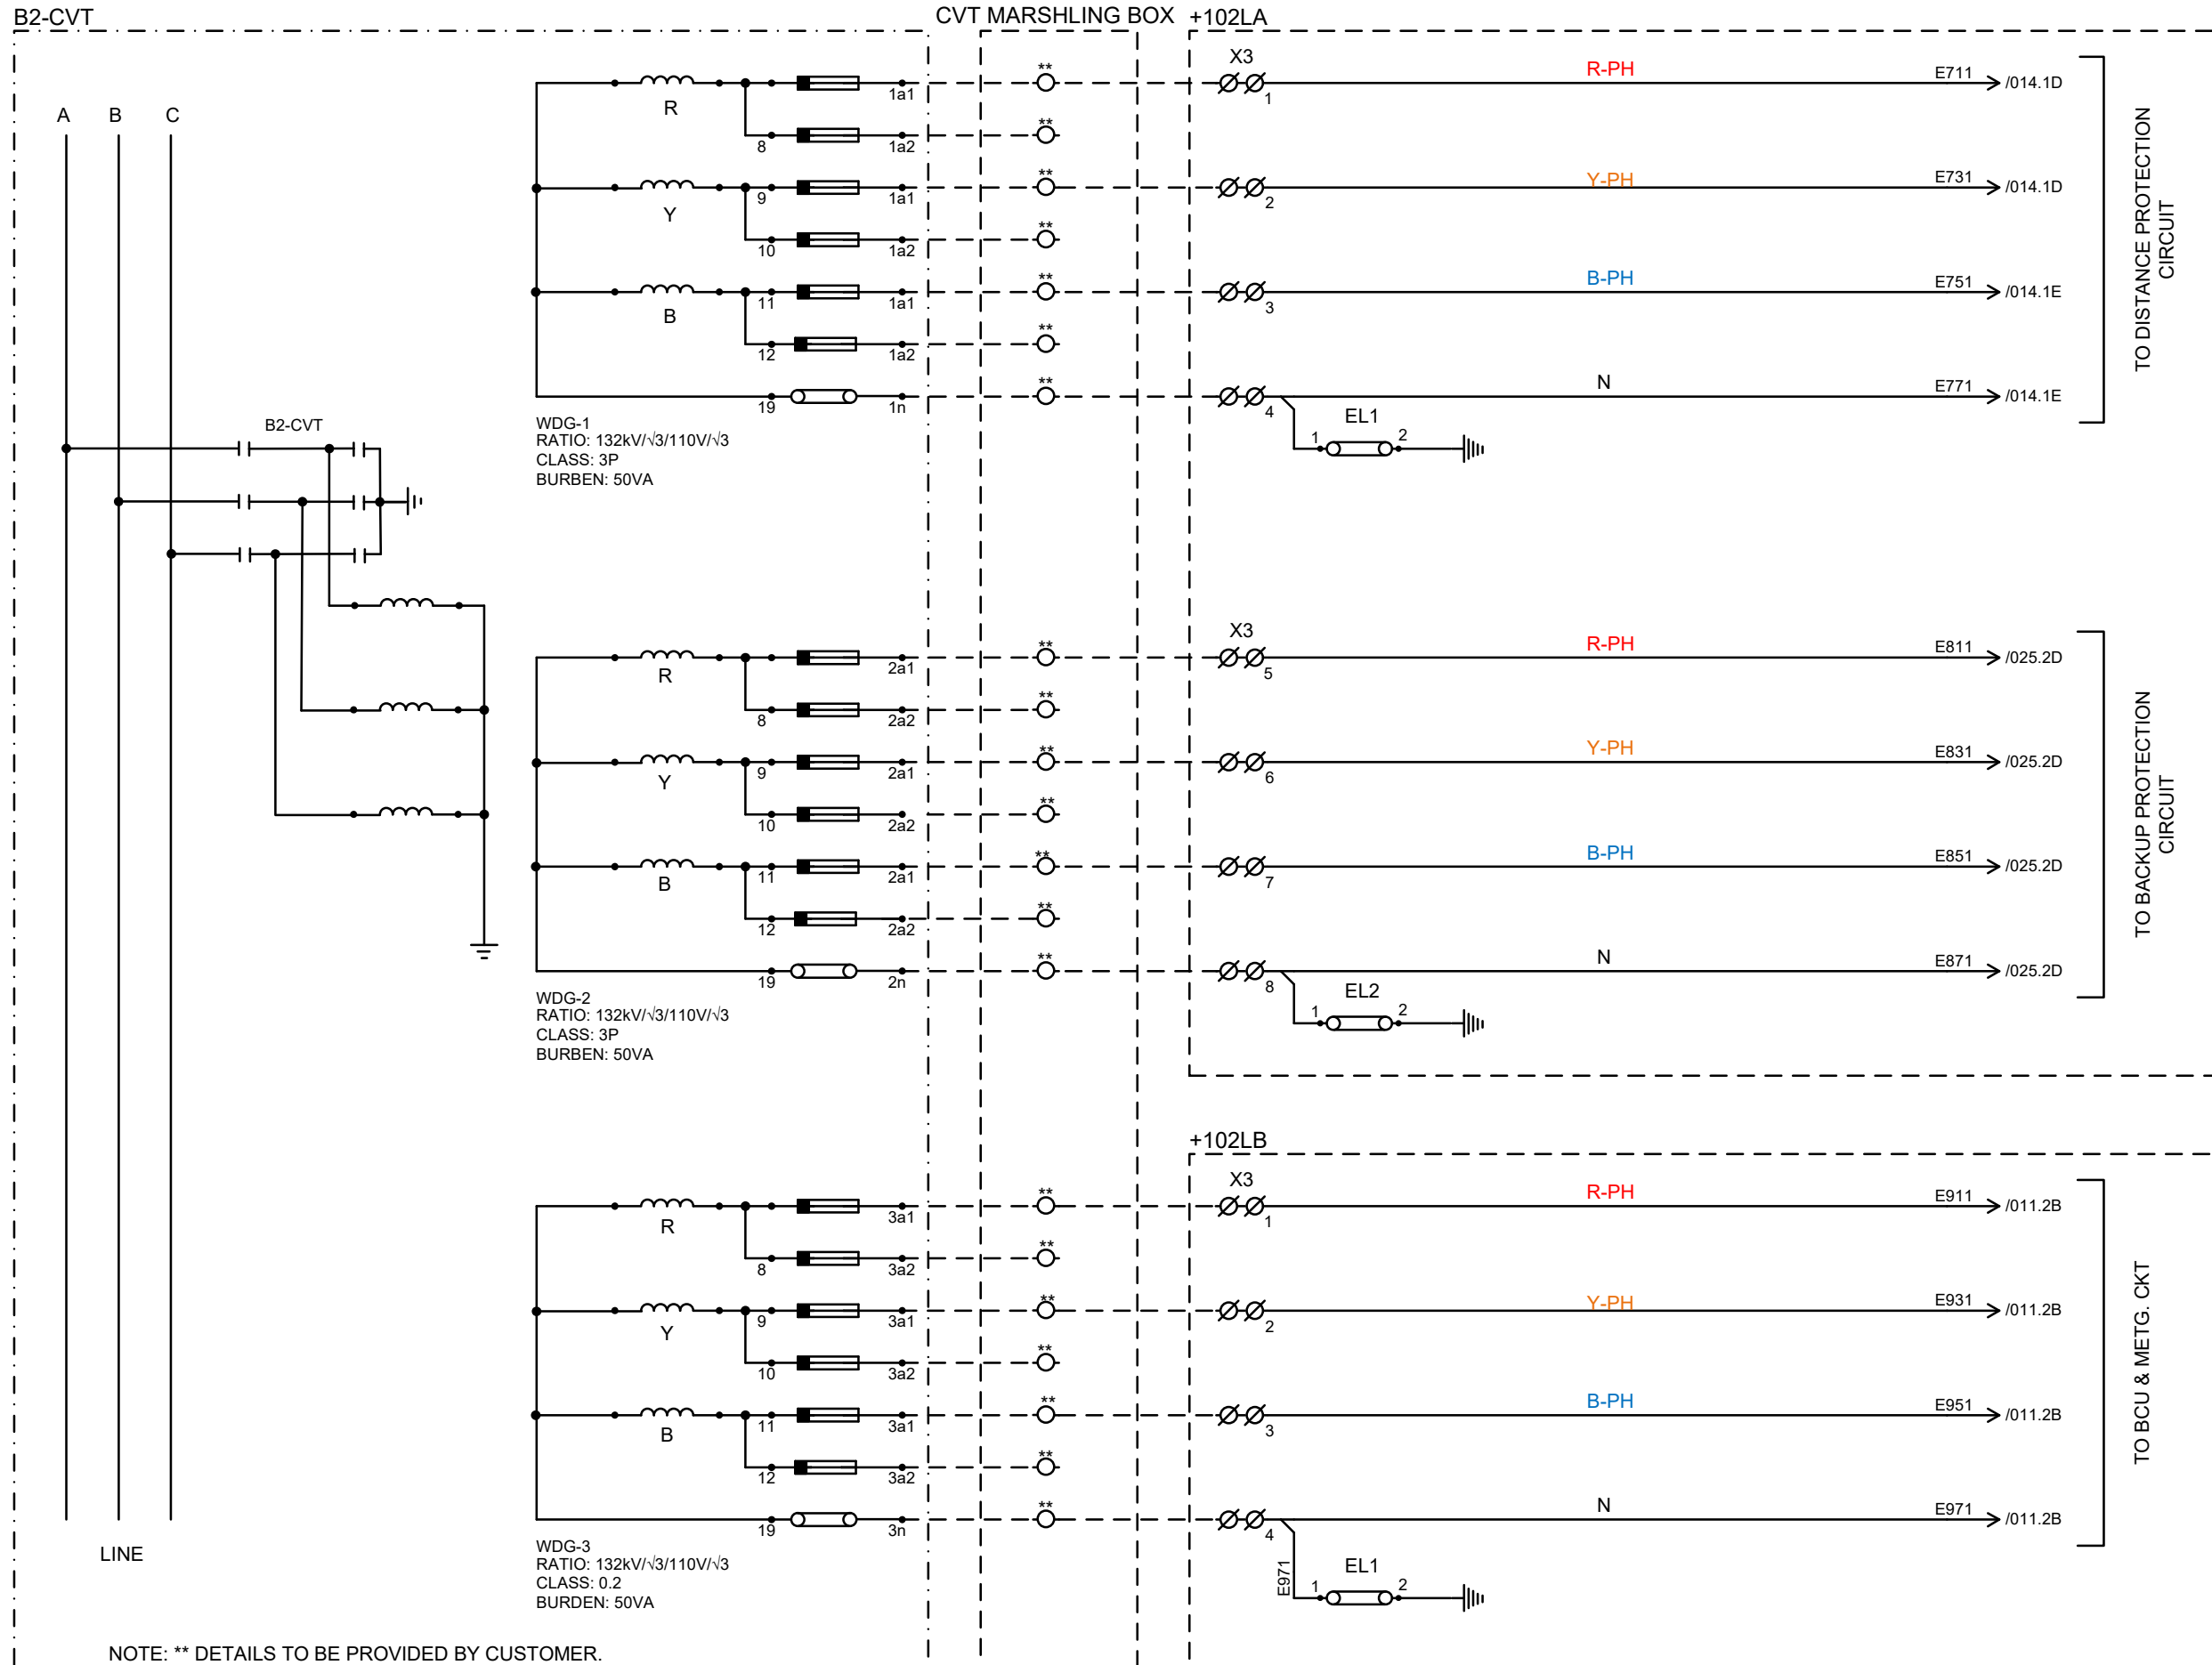 B2-CVT
CVT MARSHLING BOX
+102LA
A B C
B2-CVT
LINE
R
1a1
**
X3
1
R-PH
E711
/014.1D
8
1a2
**
Y
9
1a1
**
2
Y-PH
E731
/014.1D
10
1a2
**
B
11
1a1
**
3
B-PH
E751
/014.1E
12
1a2
**
19
1n
**
4
N
E771
/014.1E
EL1
1
2
TO DISTANCE PROTECTION
CIRCUIT
WDG-1
RATIO: 132kV/√3/110V/√3
CLASS: 3P
BURBEN: 50VA
R
2a1
**
X3
5
R-PH
E811
/025.2D
8
2a2
**
Y
9
2a1
**
6
Y-PH
E831
/025.2D
10
2a2
**
B
11
2a1
**
7
B-PH
E851
/025.2D
12
2a2
**
19
2n
**
8
N
E871
/025.2D
EL2
1
2
TO BACKUP PROTECTION
CIRCUIT
WDG-2
RATIO: 132kV/√3/110V/√3
CLASS: 3P
BURBEN: 50VA
+102LB
R
3a1
**
X3
1
R-PH
E911
/011.2B
8
3a2
**
Y
9
3a1
**
2
Y-PH
E931
/011.2B
10
3a2
**
B
11
3a1
**
3
B-PH
E951
/011.2B
12
3a2
**
19
3n
**
4
N
E971
/011.2B
E971
EL1
1
2
TO BCU & METG. CKT
WDG-3
RATIO: 132kV/√3/110V/√3
CLASS: 0.2
BURDEN: 50VA
NOTE: ** DETAILS TO BE PROVIDED BY CUSTOMER.